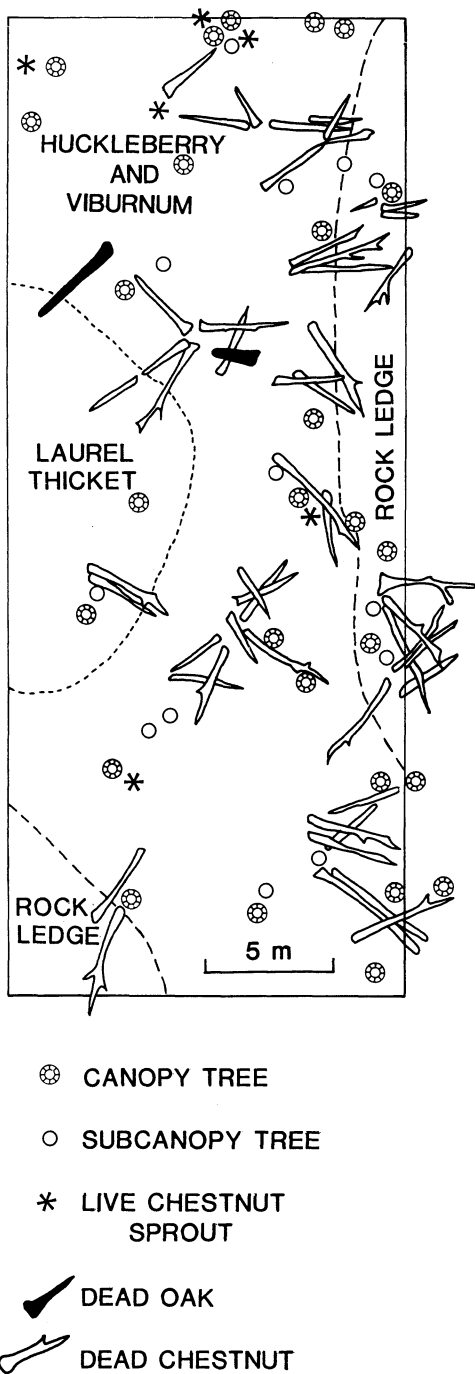 HUCKLEBERRY
AND
VIBURNUM
ROCK LEDGE
LAUREL
THICKET
ROCK
LEDGE
5 m
CANOPY TREE
SUBCANOPY TREE
LIVE CHESTNUT
SPROUT
DEAD OAK
DEAD CHESTNUT